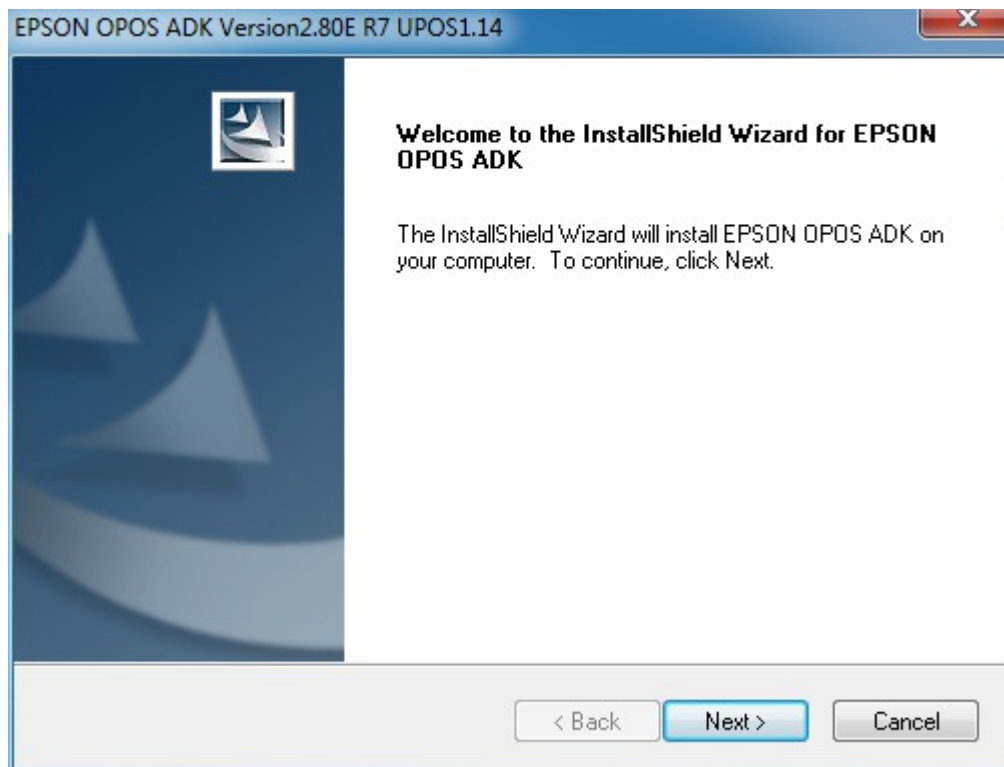 EPSON OPOS ADK Version2.80E R7 UPOS1.14
Welcome to the InstallShield Wizard for EPSON
OPOS ADK
The InstallShield Wizard will install EPSON OPOS ADK on
your computer.  To continue, click Next.
< Back
Next >
Cancel